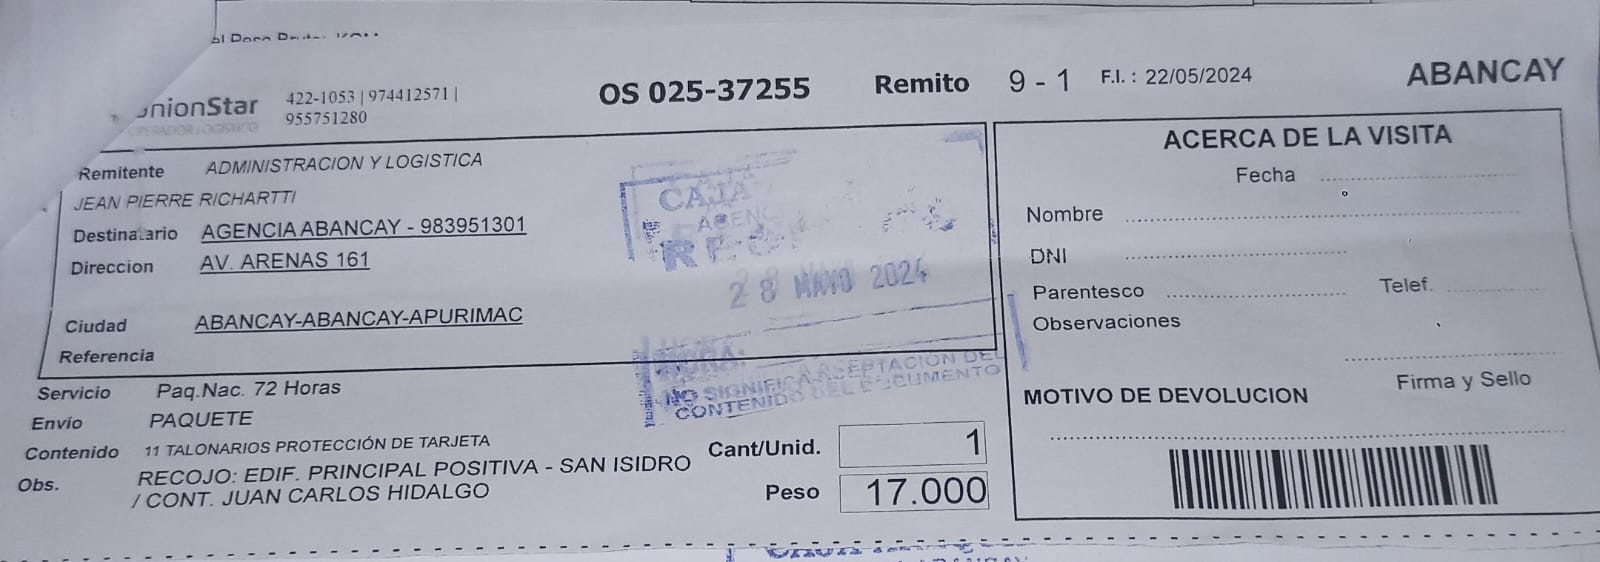 OS 025-37255 Remito 9 - 1 F.I. : 22/05/2024 ABANCAY
422-1053 | 974412571 |
955751280
OPERADOR LOGISTICO
Remitente ADMINISTRACION Y LOGISTICA
JEAN PIERRE RICHARTTI
Destinatario AGENCIA ABANCAY - 983951301
Direccion AV. ARENAS 161
Ciudad ABANCAY-ABANCAY-APURIMAC
Referencia
CAJA
28 MAYO 2024
NO SIGNIFICA ACEPTACION DEL
CONTENIDO DEL DOCUMENTO
Servicio Paq.Nac. 72 Horas
Envío PAQUETE
Contenido 11 TALONARIOS PROTECCIÓN DE TARJETA
Obs. RECOJO: EDIF. PRINCIPAL POSITIVA - SAN ISIDRO
/ CONT. JUAN CARLOS HIDALGO
Cant/Unid. 1
Peso 17.000
ACERCA DE LA VISITA
Fecha
Nombre
DNI
Parentesco Telef.
Observaciones
Firma y Sello
MOTIVO DE DEVOLUCION